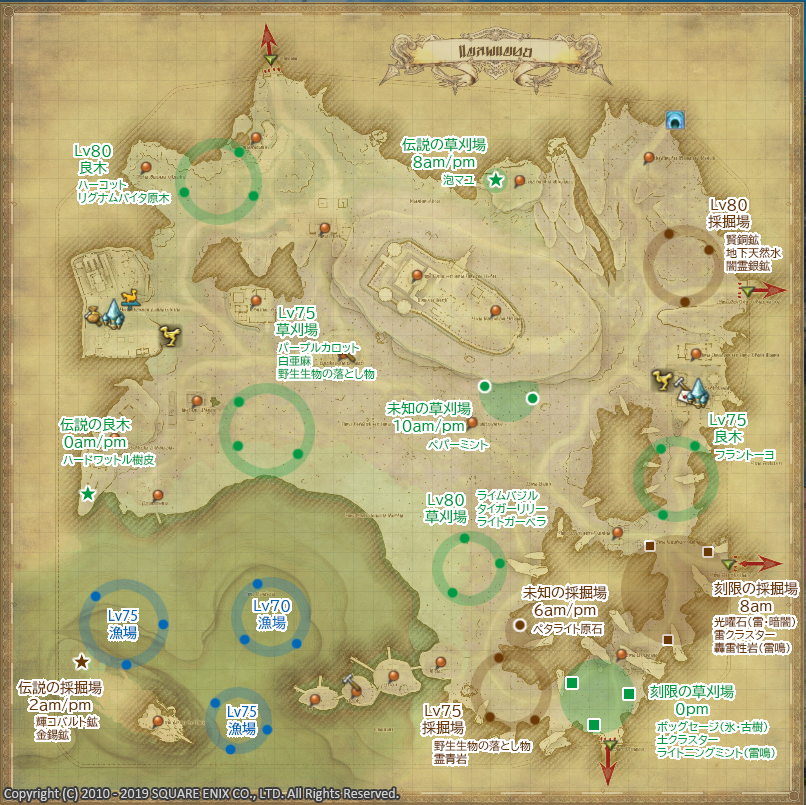 Lv80
良木
ハーコット
リグナムバイタ原木
伝説の草刈場
8am/pm
泡マユ
Lv80
採掘場
賢銅鉱
地下天然水
闇霊銀鉱
Lv75
草刈場
パープルカロット
白亜麻
野生生物の落とし物
未知の草刈場
10am/pm
ペパーミント
伝説の良木
0am/pm
ハードワットル樹皮
Lv75
良木
フラントーヨ
Lv80
草刈場
ライムバジル
タイガーリリー
ライトガーベラ
未知の採掘場
6am/pm
ペタライト原石
刻限の採掘場
8am
光曜石（雷・暗闇）
雷クラスター
轟雷性岩（雷鳴）
Lv75
漁場
Lv70
漁場
伝説の採掘場
2am/pm
輝コバルト鉱
金錫鉱
Lv75
漁場
Lv75
採掘場
野生生物の落とし物
霊青岩
刻限の草刈場
0pm
ボッグセージ（氷・古樹）
土クラスター
ライトニングミント（雷鳴）
Copyright (C) 2010 - 2019 SQUARE ENIX CO., LTD. All Rights Reserved.